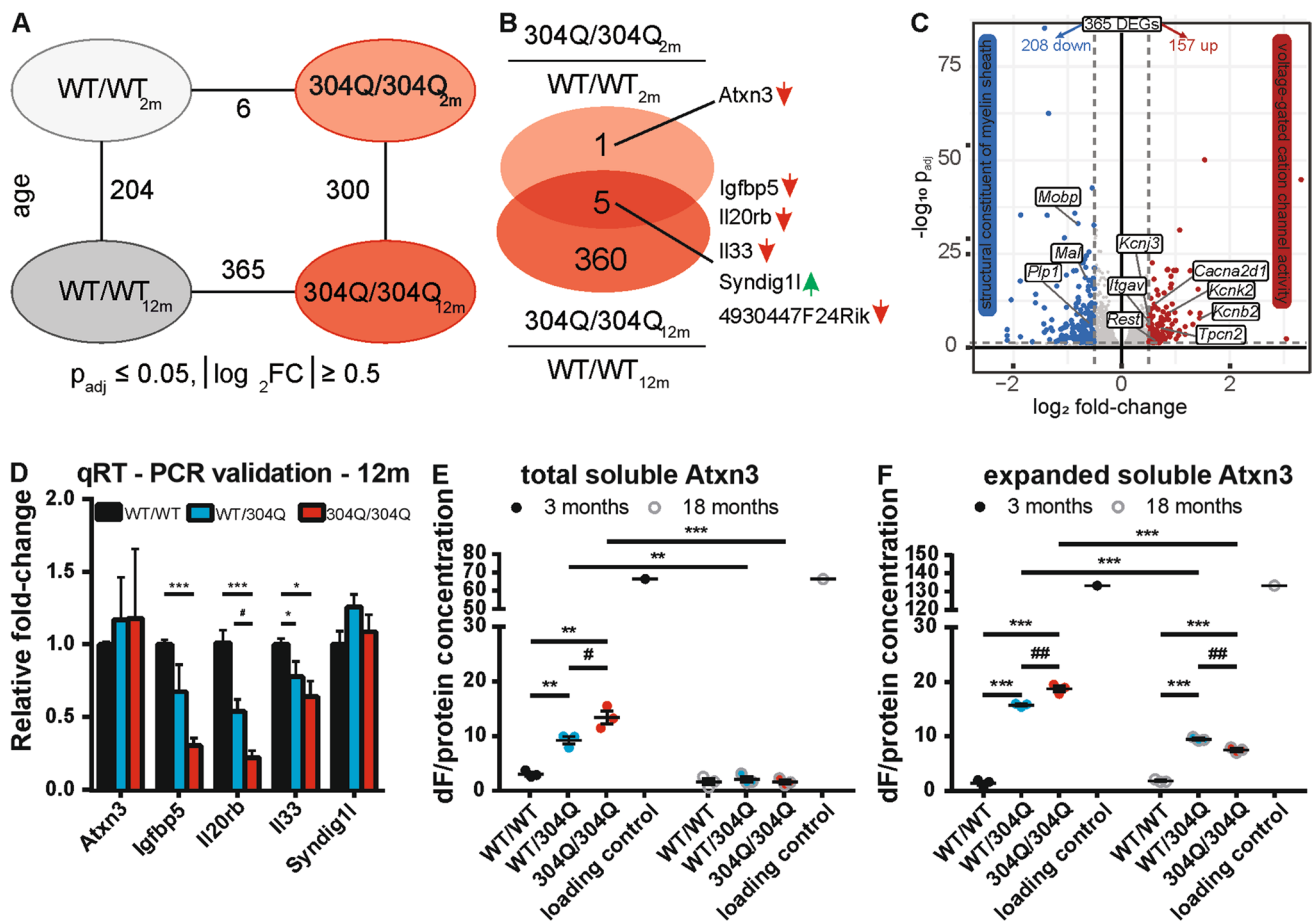 A
WT/WT2m
304Q/304Q2m
6
age
204
300
365
WT/WT12m
304Q/304Q12m
padj ≤ 0.05, |log 2FC| ≥ 0.5
B
304Q/304Q2m
WT/WT2m
1
Atxn3
5
Igfbp5
Il20rb
Il33
Syndig1l
4930447F24Rik
360
304Q/304Q12m
WT/WT12m
C
365 DEGs
208 down
157 up
structural constituent of myelin sheath
voltage-gated cation channel activity
-log₁₀ padj
75
50
25
0
Mobp
Mal
Plp1
Kcnj3
Itgav
Rest
Cacna2d1
Kcnk2
Kcnb2
Tpcn2
−2
0
2
log₂ fold-change
D
qRT - PCR validation - 12m
Relative fold-change
2.0
1.5
1.0
0.5
0.0
WT/WT
WT/304Q
304Q/304Q
***
***
#
*
*
Atxn3
Igfbp5
Il20rb
Il33
Syndig1l
E
total soluble Atxn3
3 months
18 months
dF/protein concentration
80
70
60
50
30
20
10
0
***
**
**
#
**
WT/WT
WT/304Q
304Q/304Q
loading control
WT/WT
WT/304Q
304Q/304Q
loading control
F
expanded soluble Atxn3
3 months
18 months
dF/protein concentration
150
140
130
120
110
30
20
10
0
***
***
***
##
***
***
##
***
WT/WT
WT/304Q
304Q/304Q
loading control
WT/WT
WT/304Q
304Q/304Q
loading control